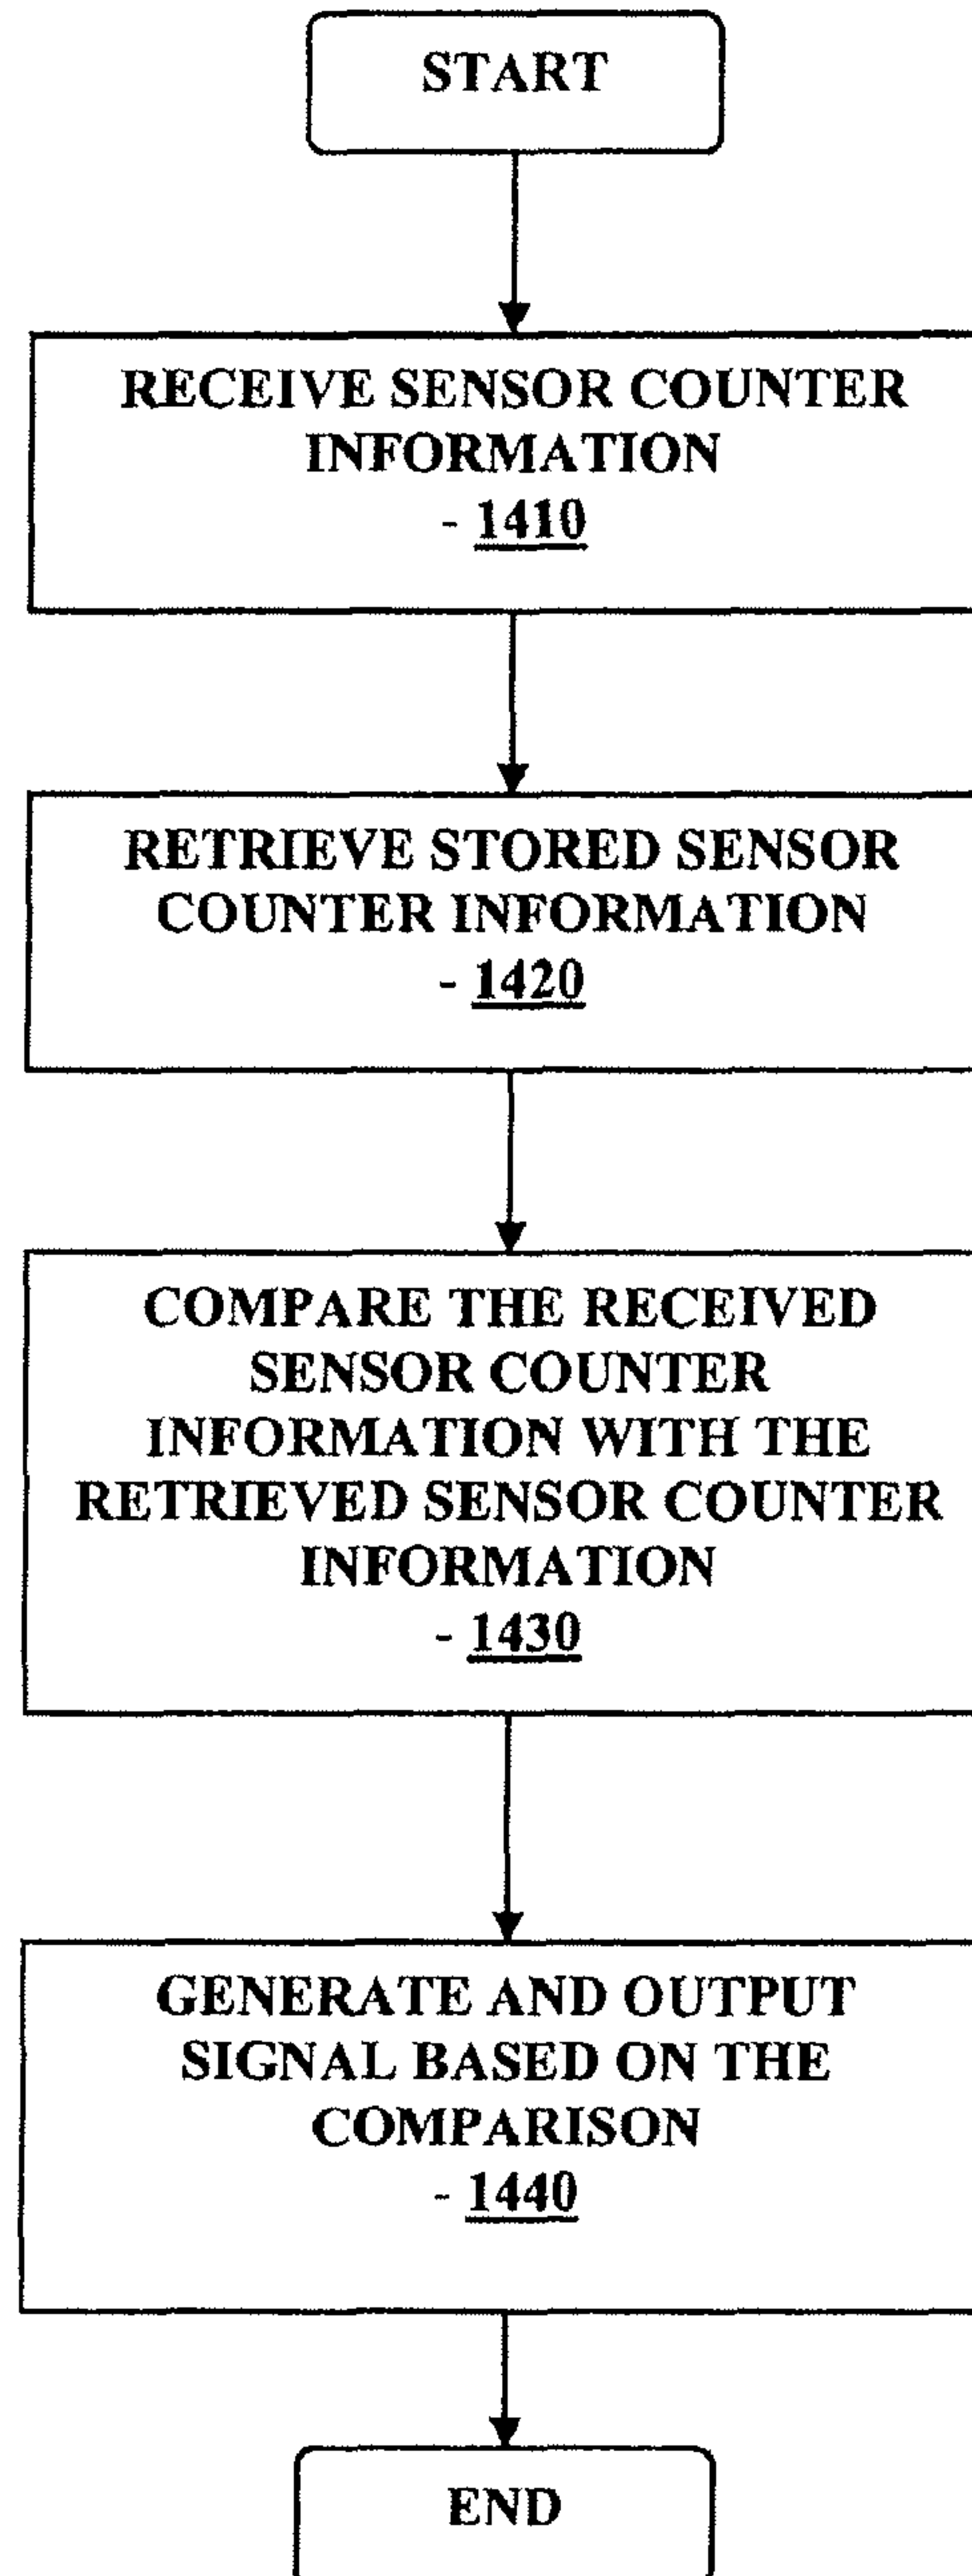 START
RECEIVE SENSOR COUNTER
INFORMATION
- 1410
RETRIEVE STORED SENSOR
COUNTER INFORMATION
- 1420
COMPARE THE RECEIVED
SENSOR COUNTER
INFORMATION WITH THE
RETRIEVED SENSOR COUNTER
INFORMATION
- 1430
GENERATE AND OUTPUT
SIGNAL BASED ON THE
COMPARISON
- 1440
END